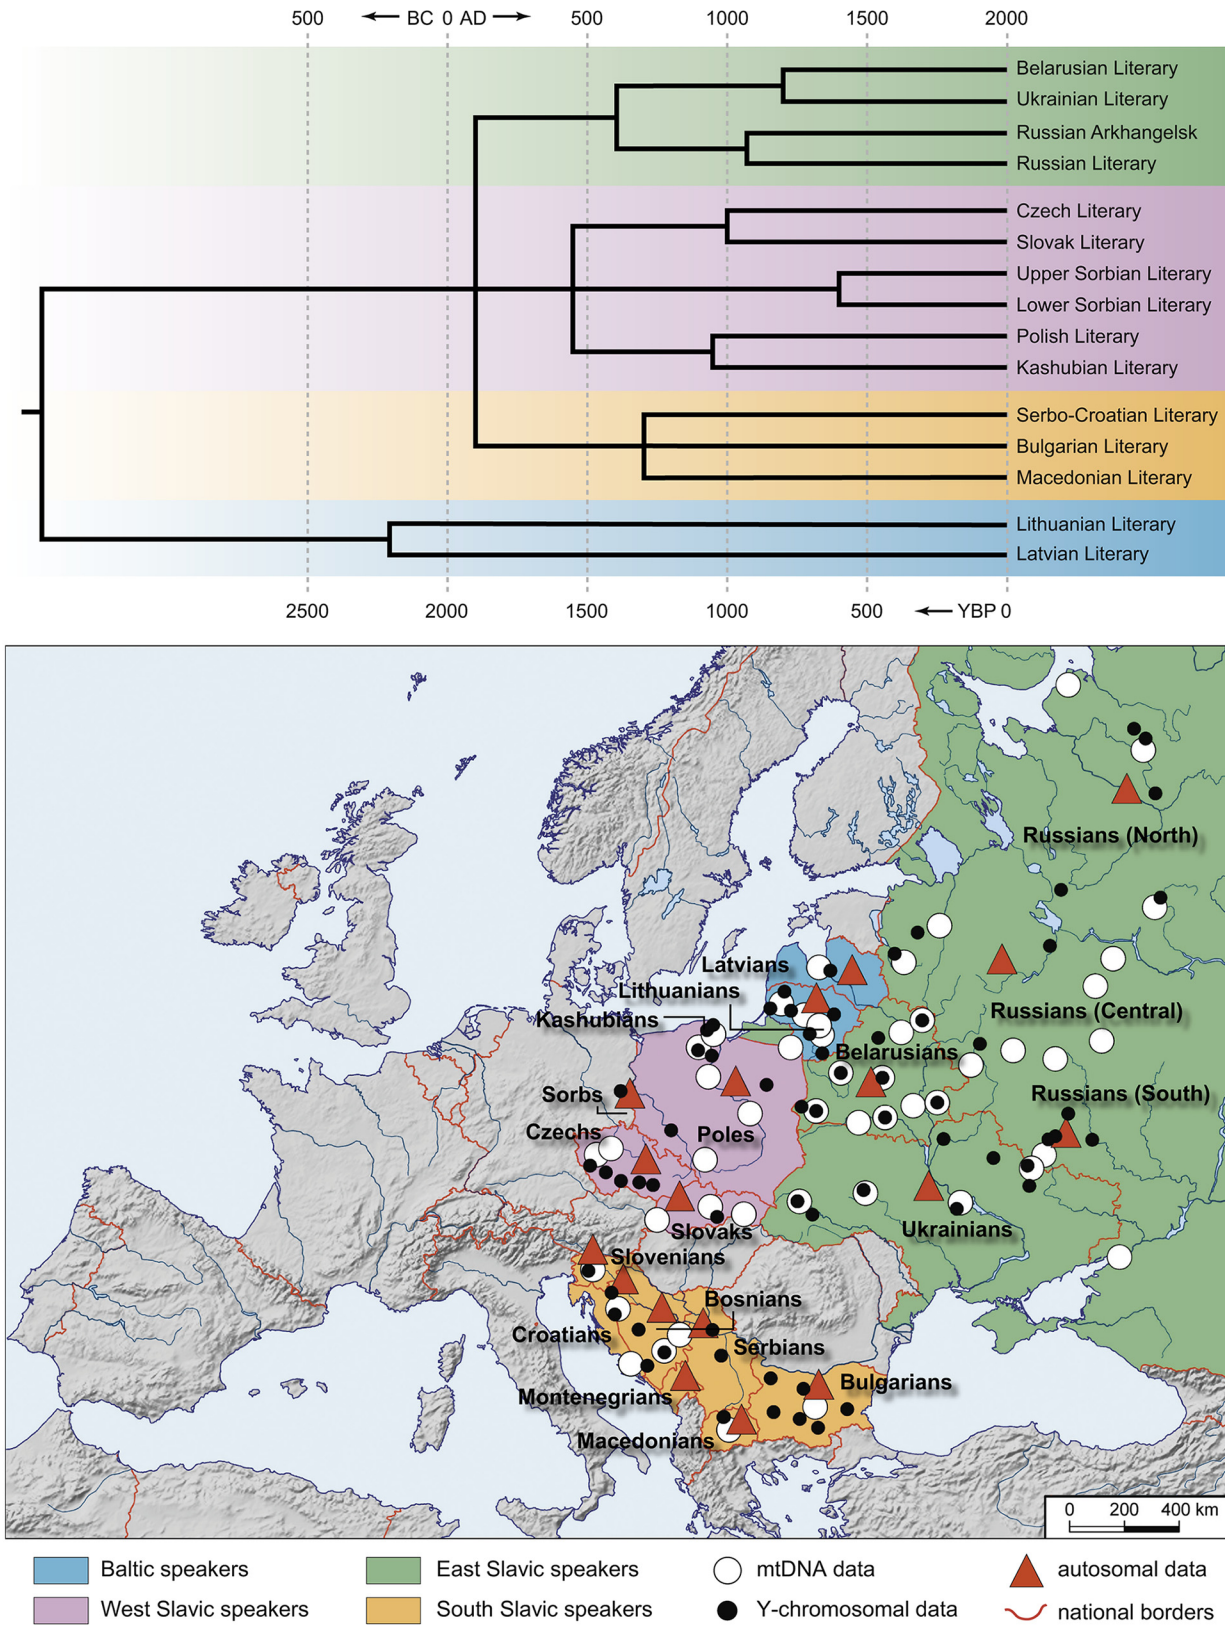 500 BC 0 AD 500 1000 1500 2000
Belarusian Literary
Ukrainian Literary
Russian Arkhangelsk
Russian Literary
Czech Literary
Slovak Literary
Upper Sorbian Literary
Lower Sorbian Literary
Polish Literary
Kashubian Literary
Serbo-Croatian Literary
Bulgarian Literary
Macedonian Literary
Lithuanian Literary
Latvian Literary
2500 2000 1500 1000 500 YBP 0
Russians (North)
Latvians
Lithuanians
Kashubians
Russians (Central)
Belarusians
Sorbs
Russians (South)
Czechs
Poles
Slovaks
Ukrainians
Slovenians
Bosnians
Croatians
Serbians
Bulgarians
Montenegrians
Macedonians
0 200 400 km
Baltic speakers
East Slavic speakers
mtDNA data
autosomal data
West Slavic speakers
South Slavic speakers
Y-chromosomal data
national borders